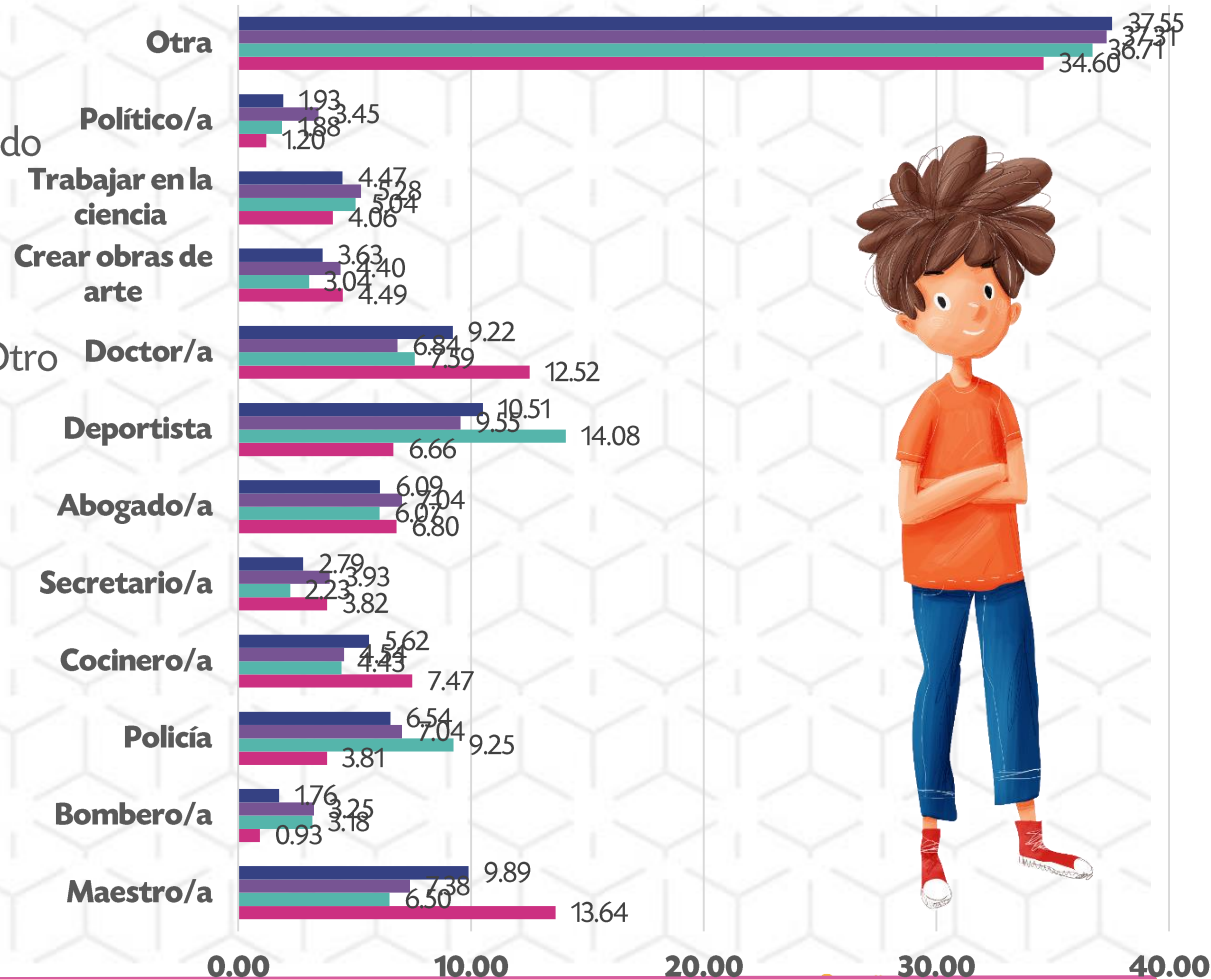 Otra
37.55
37.31
36.71
34.60
Político/a
1.93
3.45
1.88
1.20
do
Trabajar en la
ciencia
4.47
5.28
5.04
4.06
Crear obras de
arte
3.63
4.40
3.04
4.49
Otro
Doctor/a
9.22
6.84
7.59
12.52
Deportista
10.51
9.55
14.08
6.66
Abogado/a
6.09
7.04
6.07
6.80
Secretario/a
2.79
3.93
2.23
3.82
Cocinero/a
5.62
4.54
4.43
7.47
Policía
6.54
7.04
9.25
3.81
Bombero/a
1.76
3.25
3.18
0.93
Maestro/a
9.89
7.38
6.50
13.64
0.00 10.00 20.00 30.00 40.00